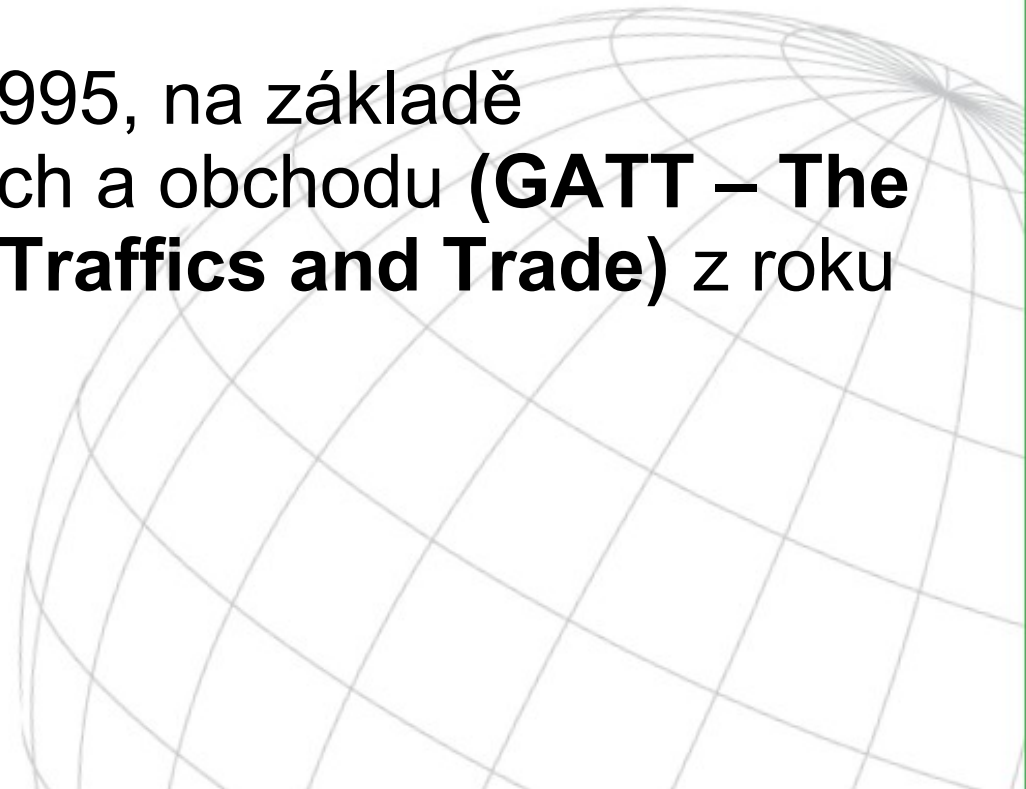 995, na základě
ch a obchodu (GATT – The
Traffics and Trade) z roku